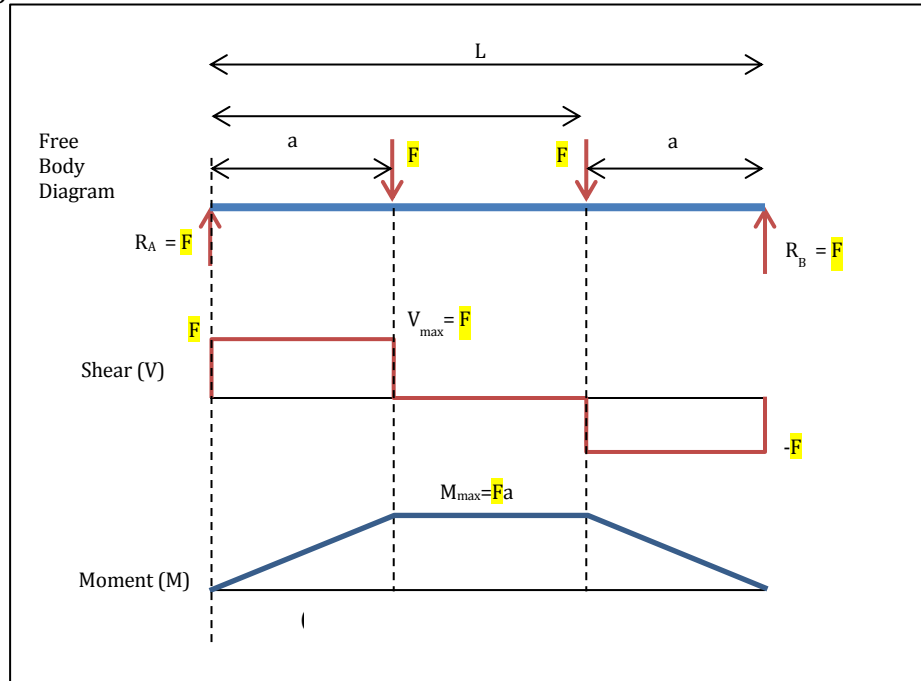 L
Free
Body
Diagram
a
F
F
a
RA = F
RB = F
F
Vmax= F
Shear (V)
-F
Mmax=Fa
Moment (M)
(